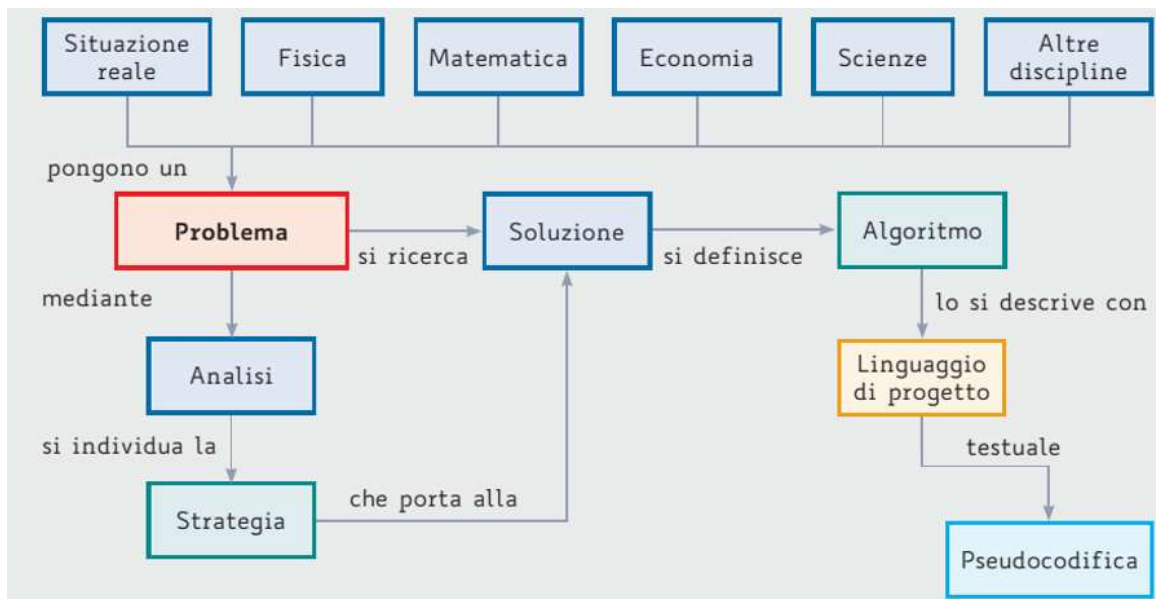 Situazione
reale
Fisica
Matematica
Economia
Scienze
Altre
discipline
pongono un
Problema
si ricerca
Soluzione
si definisce
Algoritmo
mediante
lo si descrive con
Analisi
Linguaggio
di progetto
si individua la
testuale
Strategia
che porta alla
Pseudocodifica